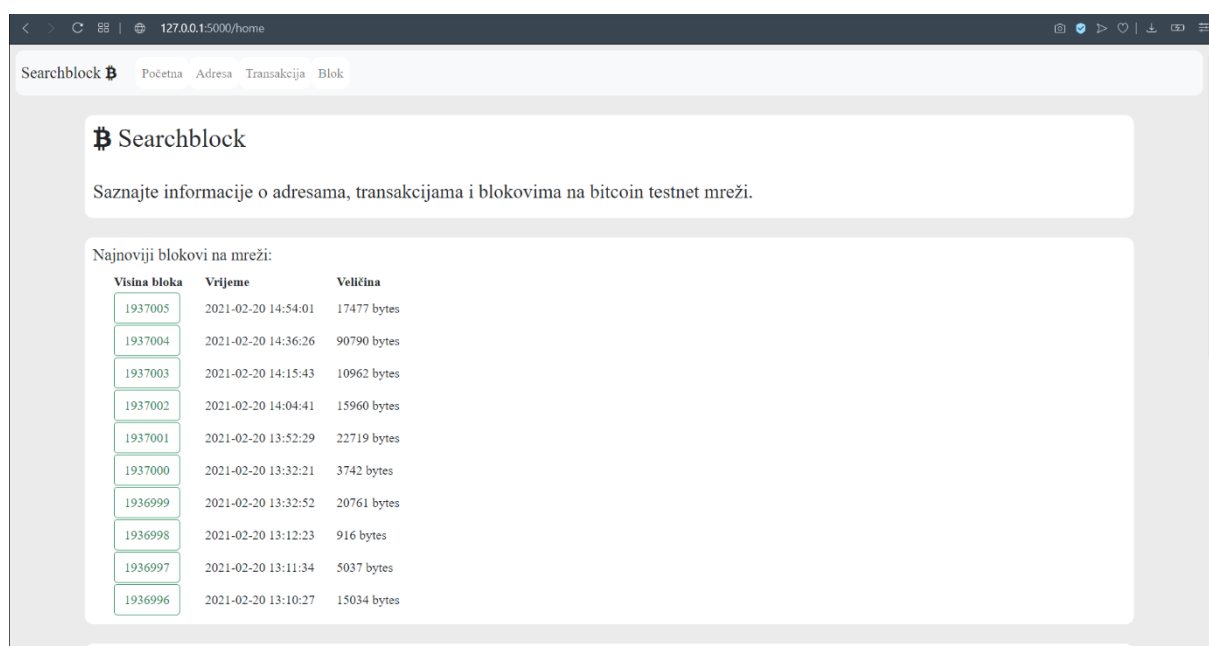 127.0.0.1:5000/home
Searchblock Početna Adresa Transakcija Blok
Searchblock
Saznajte informacije o adresama, transakcijama i blokovima na bitcoin testnet mreži.
Najnoviji blokovi na mreži:
Visina bloka Vrijeme Veličina
1937005 2021-02-20 14:54:01 17477 bytes
1937004 2021-02-20 14:36:26 90790 bytes
1937003 2021-02-20 14:15:43 10962 bytes
1937002 2021-02-20 14:04:41 15960 bytes
1937001 2021-02-20 13:52:29 22719 bytes
1937000 2021-02-20 13:32:21 3742 bytes
1936999 2021-02-20 13:32:52 20761 bytes
1936998 2021-02-20 13:12:23 916 bytes
1936997 2021-02-20 13:11:34 5037 bytes
1936996 2021-02-20 13:10:27 15034 bytes